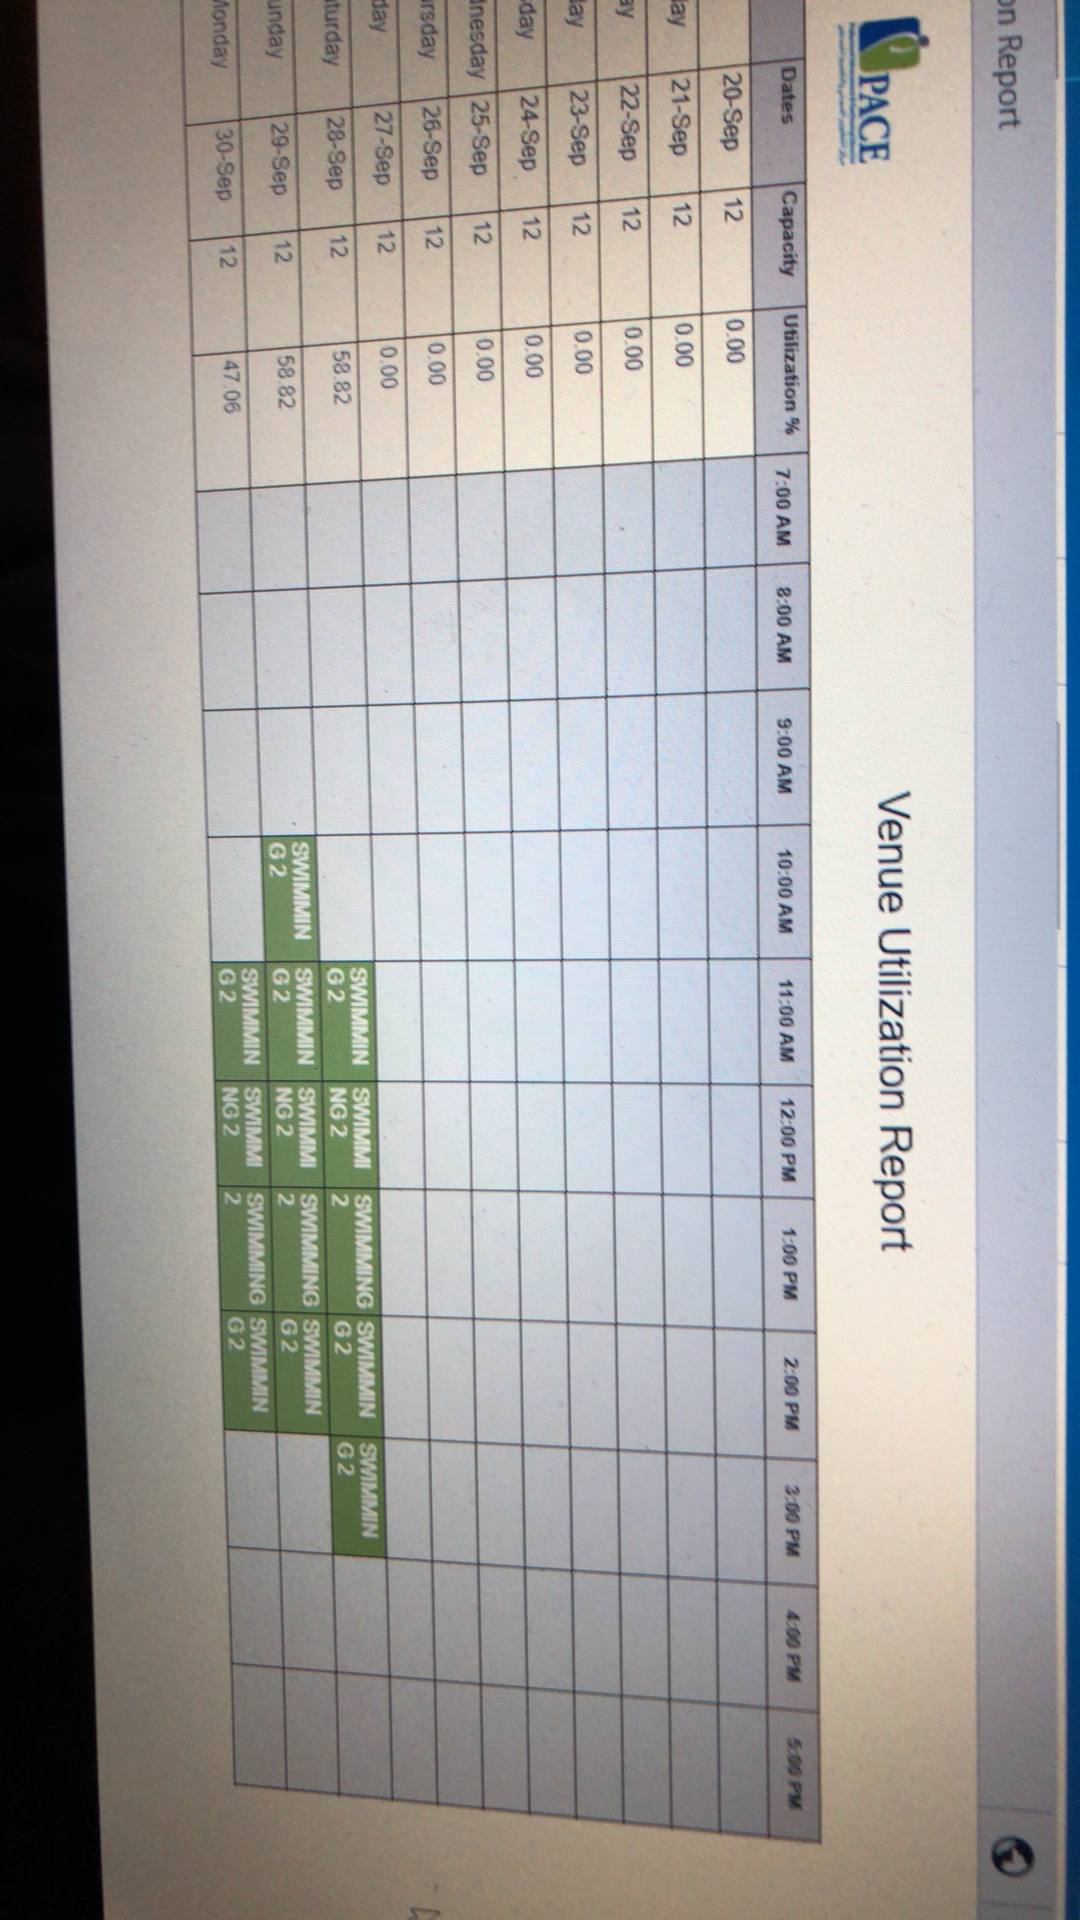 on Report
PACE
Venue Utilization Report
Dates Capacity Utilization % 7:00 AM 8:00 AM 9:00 AM 10:00 AM 11:00 AM 12:00 PM 1:00 PM 2:00 PM 3:00 PM 4:00 PM 5:00 PM
20-Sep 12 0.00
lay 21-Sep 12 0.00
ay 22-Sep 12 0.00
lay 23-Sep 12 0.00
day 24-Sep 12 0.00
dnesday 25-Sep 12 0.00
ursday 26-Sep 12 0.00
day 27-Sep 12 0.00
aturday 28-Sep 12 58.82 SWIMMIN SWIMMI SWIMMING SWIMMIN SWIMMIN
G 2 NG 2 2 G 2 G 2
unday 29-Sep 12 58.82 SWIMMIN SWIMMIN SWIMMI SWIMMING SWIMMIN
G 2 G 2 NG 2 2 G 2
Monday 30-Sep 12 47.06 SWIMMIN SWIMMI SWIMMING SWIMMIN
G 2 NG 2 2 G 2